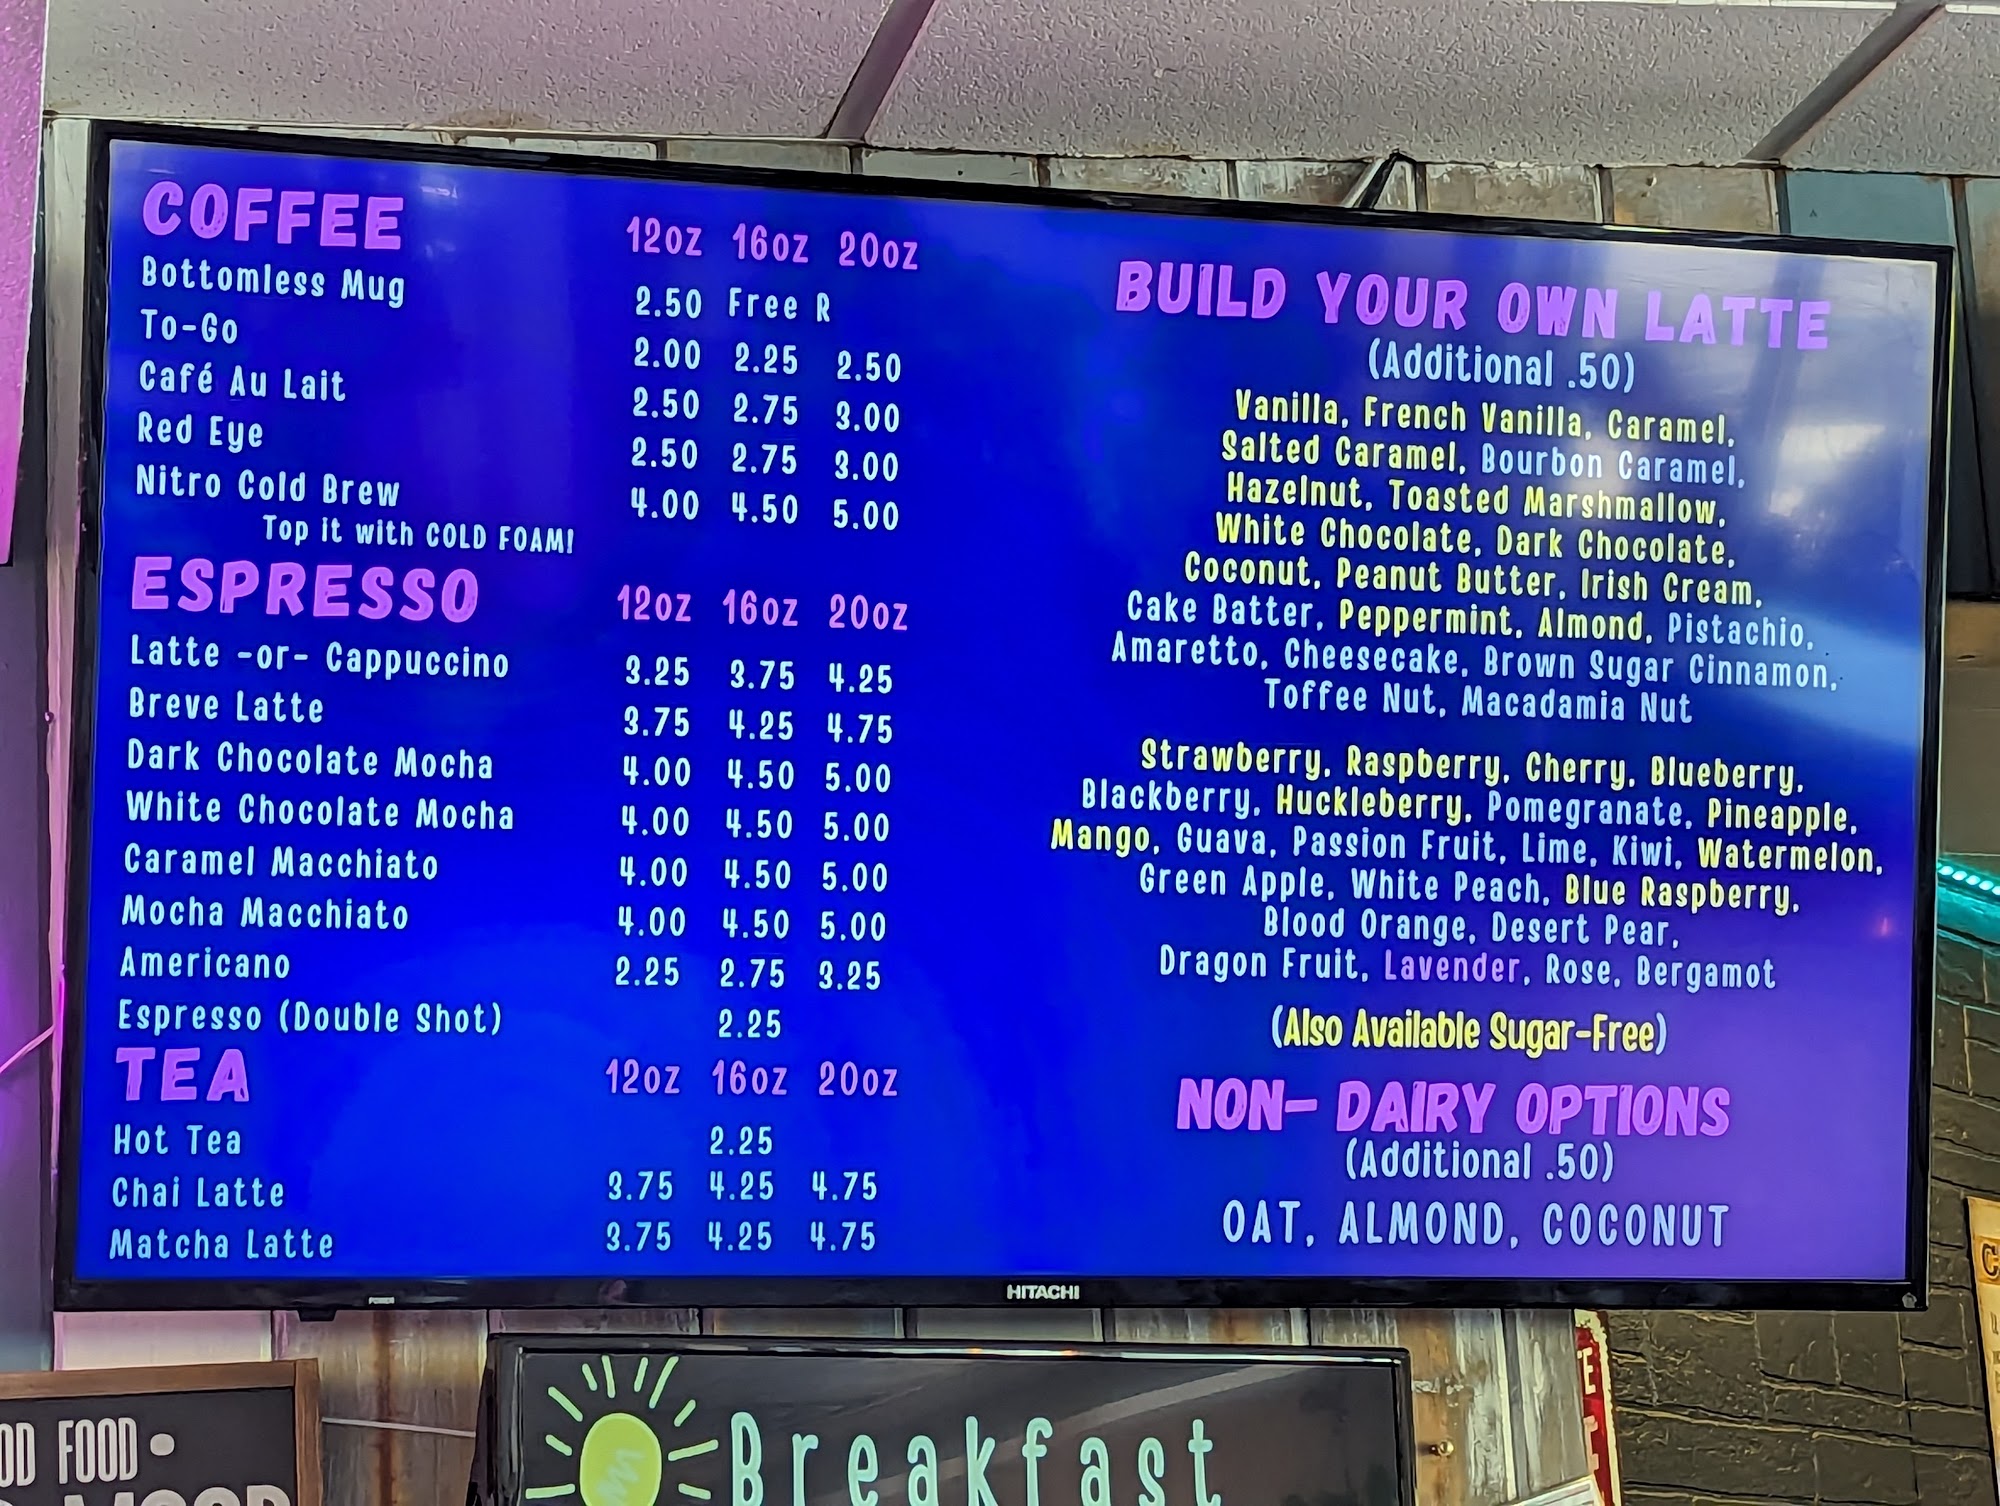 COFFEE 12oz 16oz 20oz
Bottomless Mug 2.50 Free R
To-Go 2.00 2.25 2.50
Café Au Lait 2.50 2.75 3.00
Red Eye 2.50 2.75 3.00
Nitro Cold Brew 4.00 4.50 5.00
Top it with COLD FOAM!
ESPRESSO 12oz 16oz 20oz
Latte -or- Cappuccino 3.25 3.75 4.25
Breve Latte 3.75 4.25 4.75
Dark Chocolate Mocha 4.00 4.50 5.00
White Chocolate Mocha 4.00 4.50 5.00
Caramel Macchiato 4.00 4.50 5.00
Mocha Macchiato 4.00 4.50 5.00
Americano 2.25 2.75 3.25
Espresso (Double Shot) 2.25
TEA 12oz 16oz 20oz
Hot Tea 2.25
Chai Latte 3.75 4.25 4.75
Matcha Latte 3.75 4.25 4.75
BUILD YOUR OWN LATTE
(Additional .50)
Vanilla, French Vanilla, Caramel,
Salted Caramel, Bourbon Caramel,
Hazelnut, Toasted Marshmallow,
White Chocolate, Dark Chocolate,
Coconut, Peanut Butter, Irish Cream,
Cake Batter, Peppermint, Almond, Pistachio,
Amaretto, Cheesecake, Brown Sugar Cinnamon,
Toffee Nut, Macadamia Nut
Strawberry, Raspberry, Cherry, Blueberry,
Blackberry, Huckleberry, Pomegranate, Pineapple,
Mango, Guava, Passion Fruit, Lime, Kiwi, Watermelon,
Green Apple, White Peach, Blue Raspberry,
Blood Orange, Desert Pear,
Dragon Fruit, Lavender, Rose, Bergamot
(Also Available Sugar-Free)
NON- DAIRY OPTIONS
(Additional .50)
OAT, ALMOND, COCONUT
HITACHI
OD FOOD •
MOOD
Breakfast